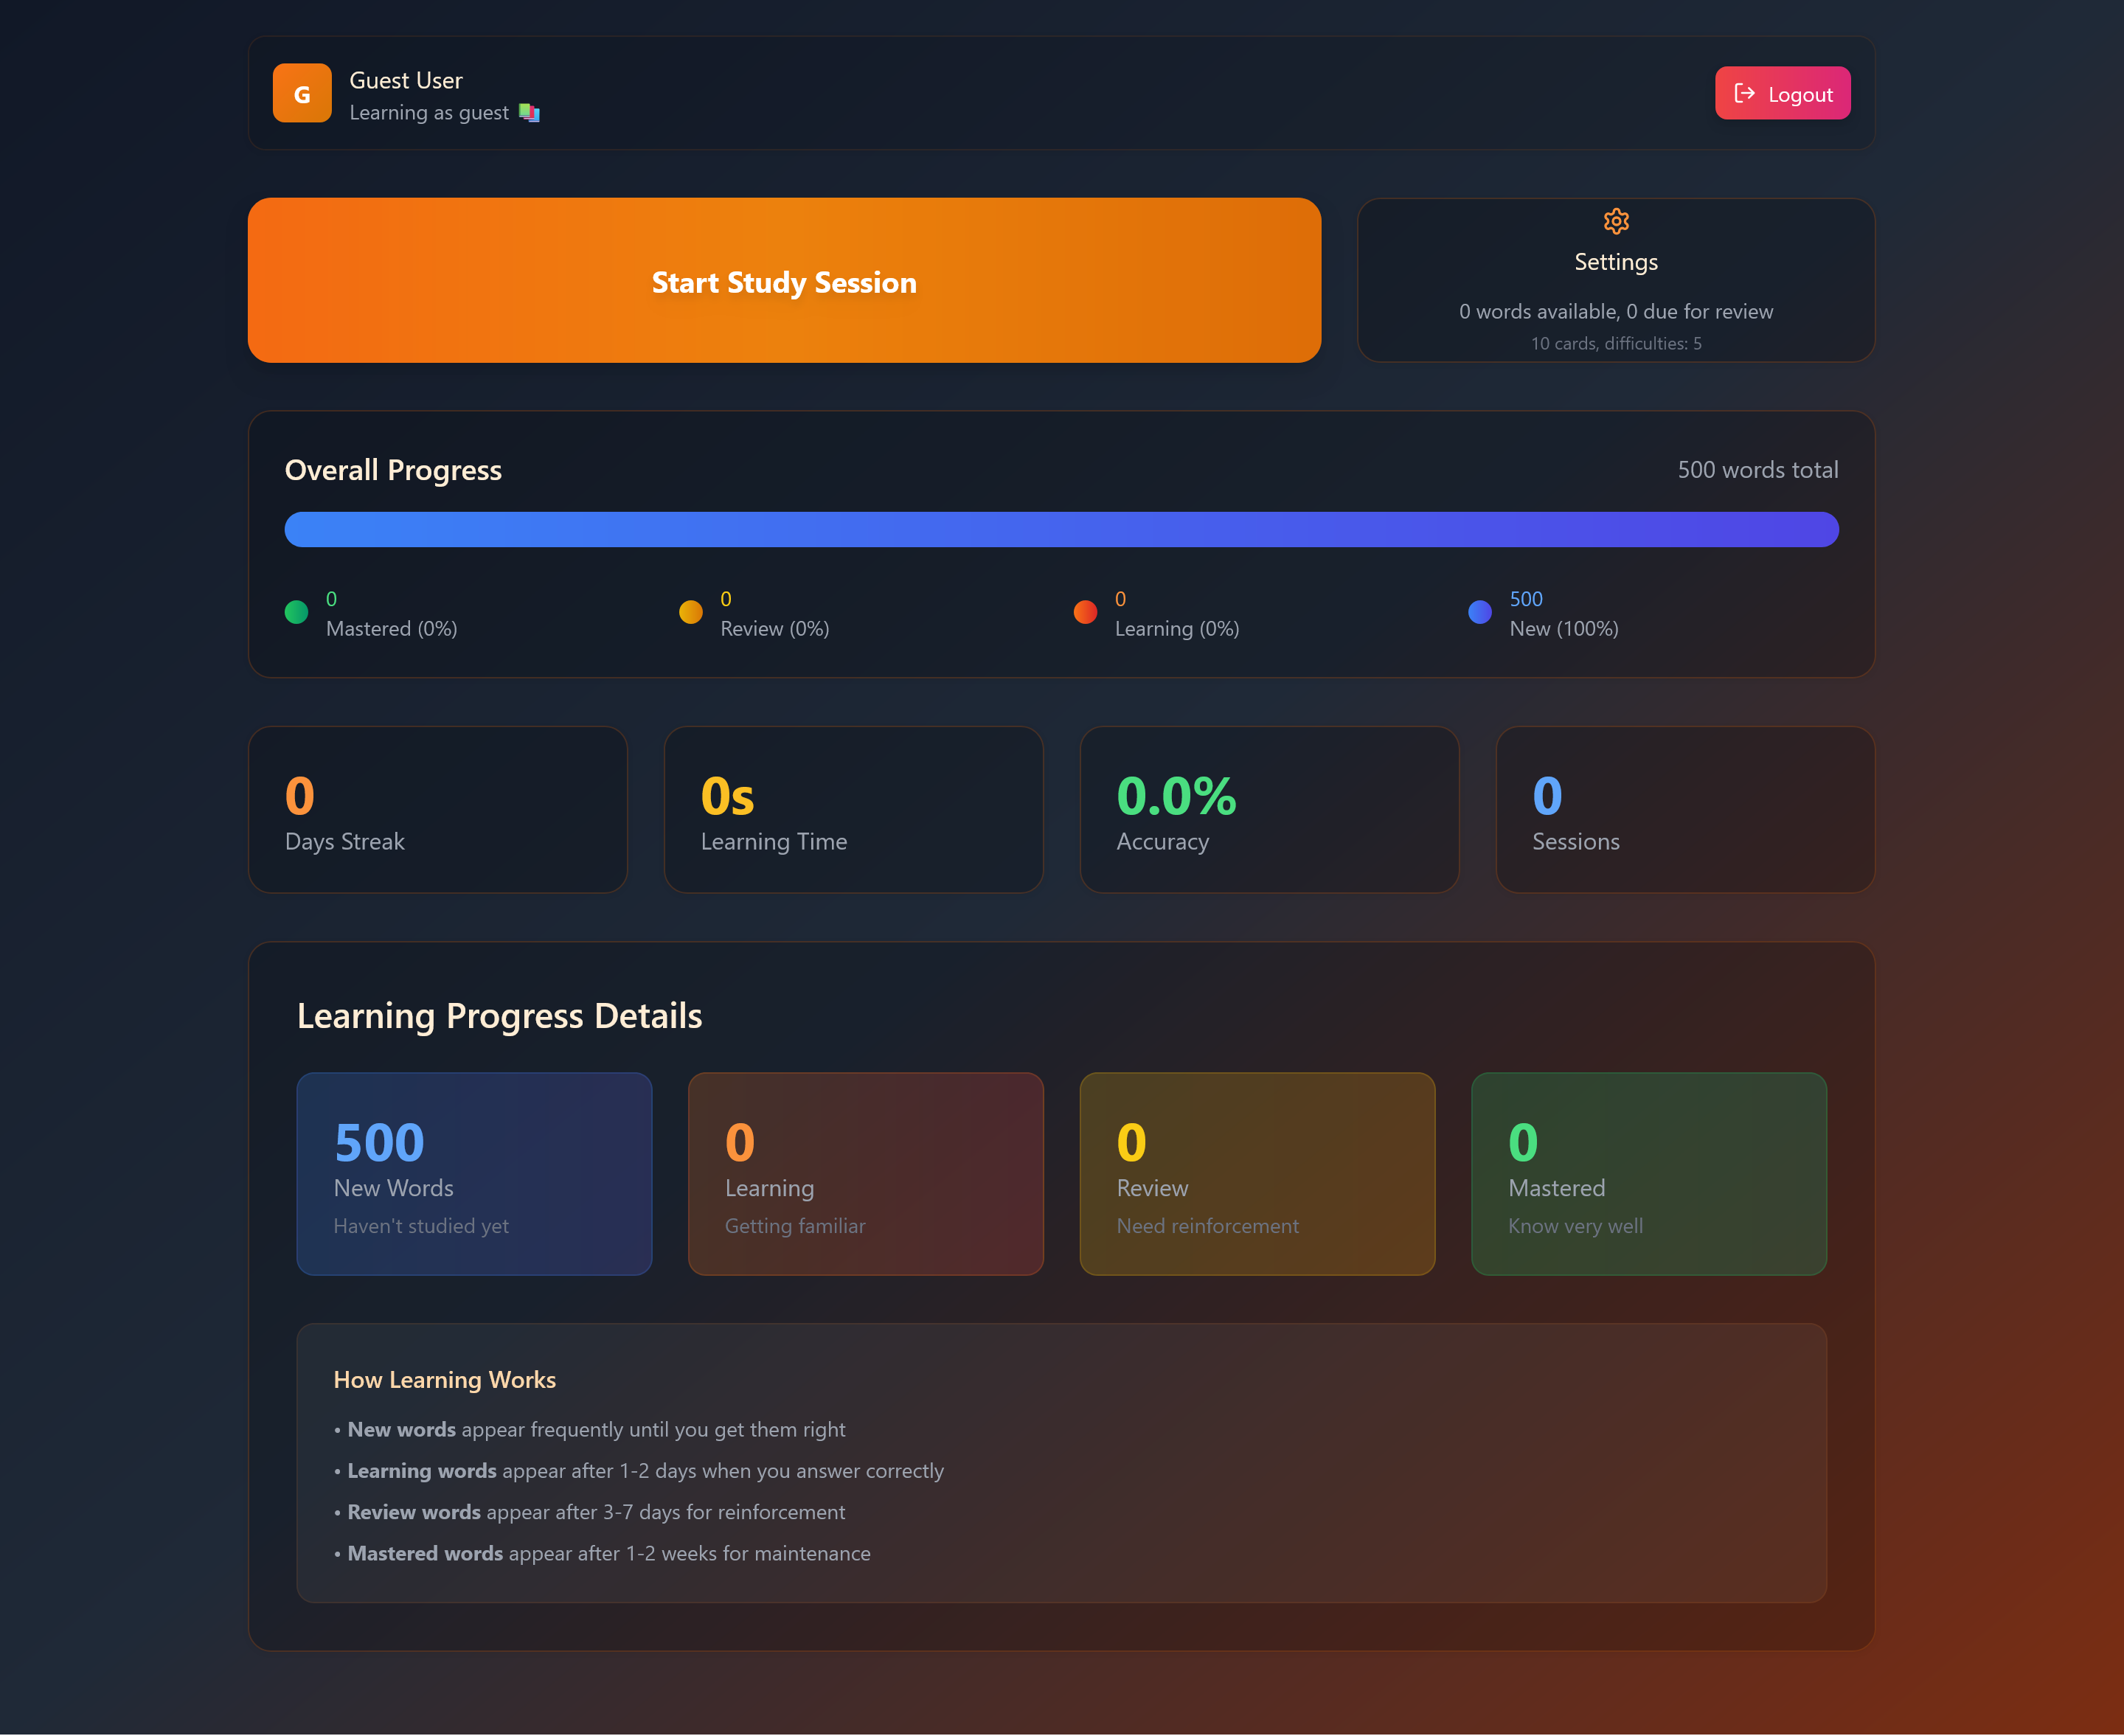 G
Guest User
Learning as guest
Logout
Start Study Session
Settings
0 words available, 0 due for review
10 cards, difficulties: 5
Overall Progress
500 words total
0
Mastered (0%)
0
Review (0%)
0
Learning (0%)
500
New (100%)
0
Days Streak
0s
Learning Time
0.0%
Accuracy
0
Sessions
Learning Progress Details
500
New Words
Haven't studied yet
0
Learning
Getting familiar
0
Review
Need reinforcement
0
Mastered
Know very well
How Learning Works
• New words appear frequently until you get them right
• Learning words appear after 1-2 days when you answer correctly
• Review words appear after 3-7 days for reinforcement
• Mastered words appear after 1-2 weeks for maintenance